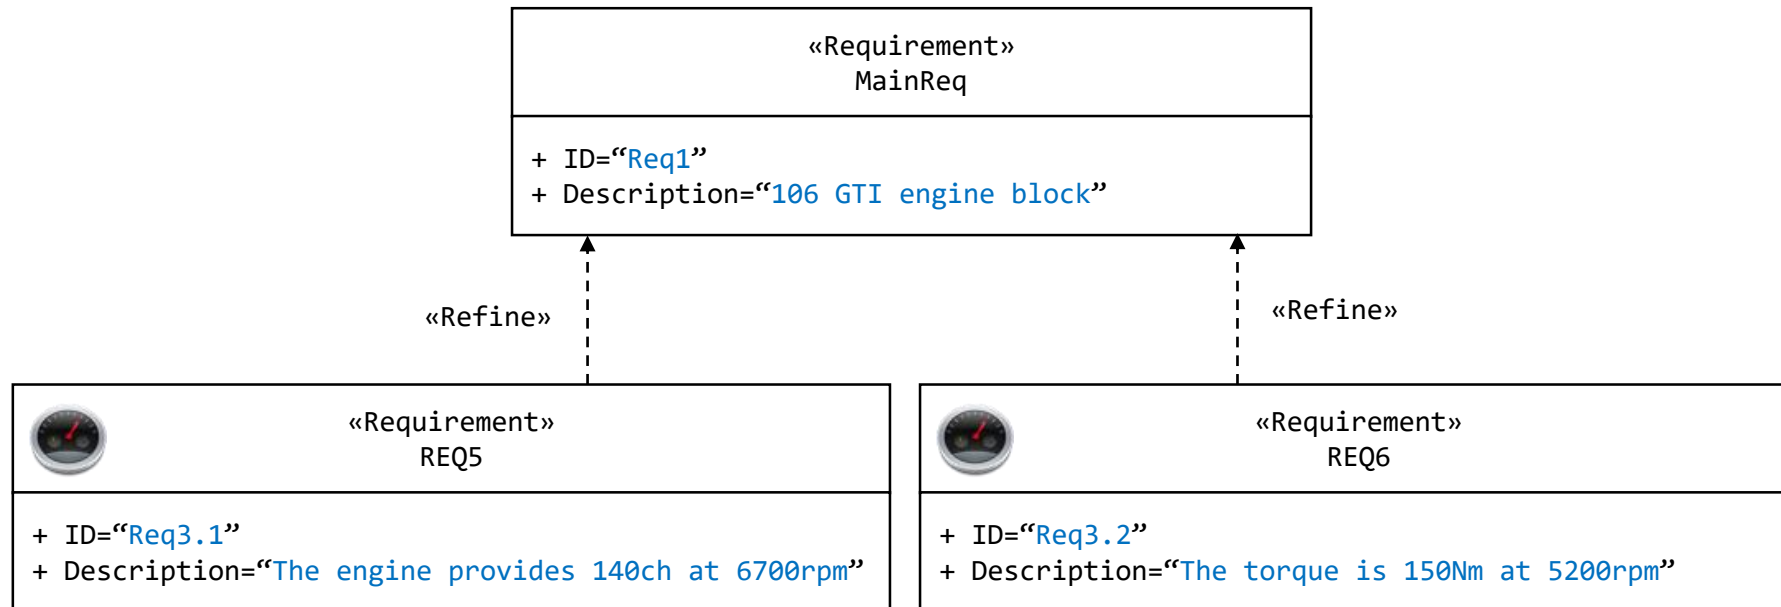 «Requirement»
MainReq
+ ID=“Req1”
+ Description=“106 GTI engine block”
«Refine»
«Refine»
«Requirement»
REQ5
+ ID=“Req3.1”
+ Description=“The engine provides 140ch at 6700rpm”
«Requirement»
REQ6
+ ID=“Req3.2”
+ Description=“The torque is 150Nm at 5200rpm”